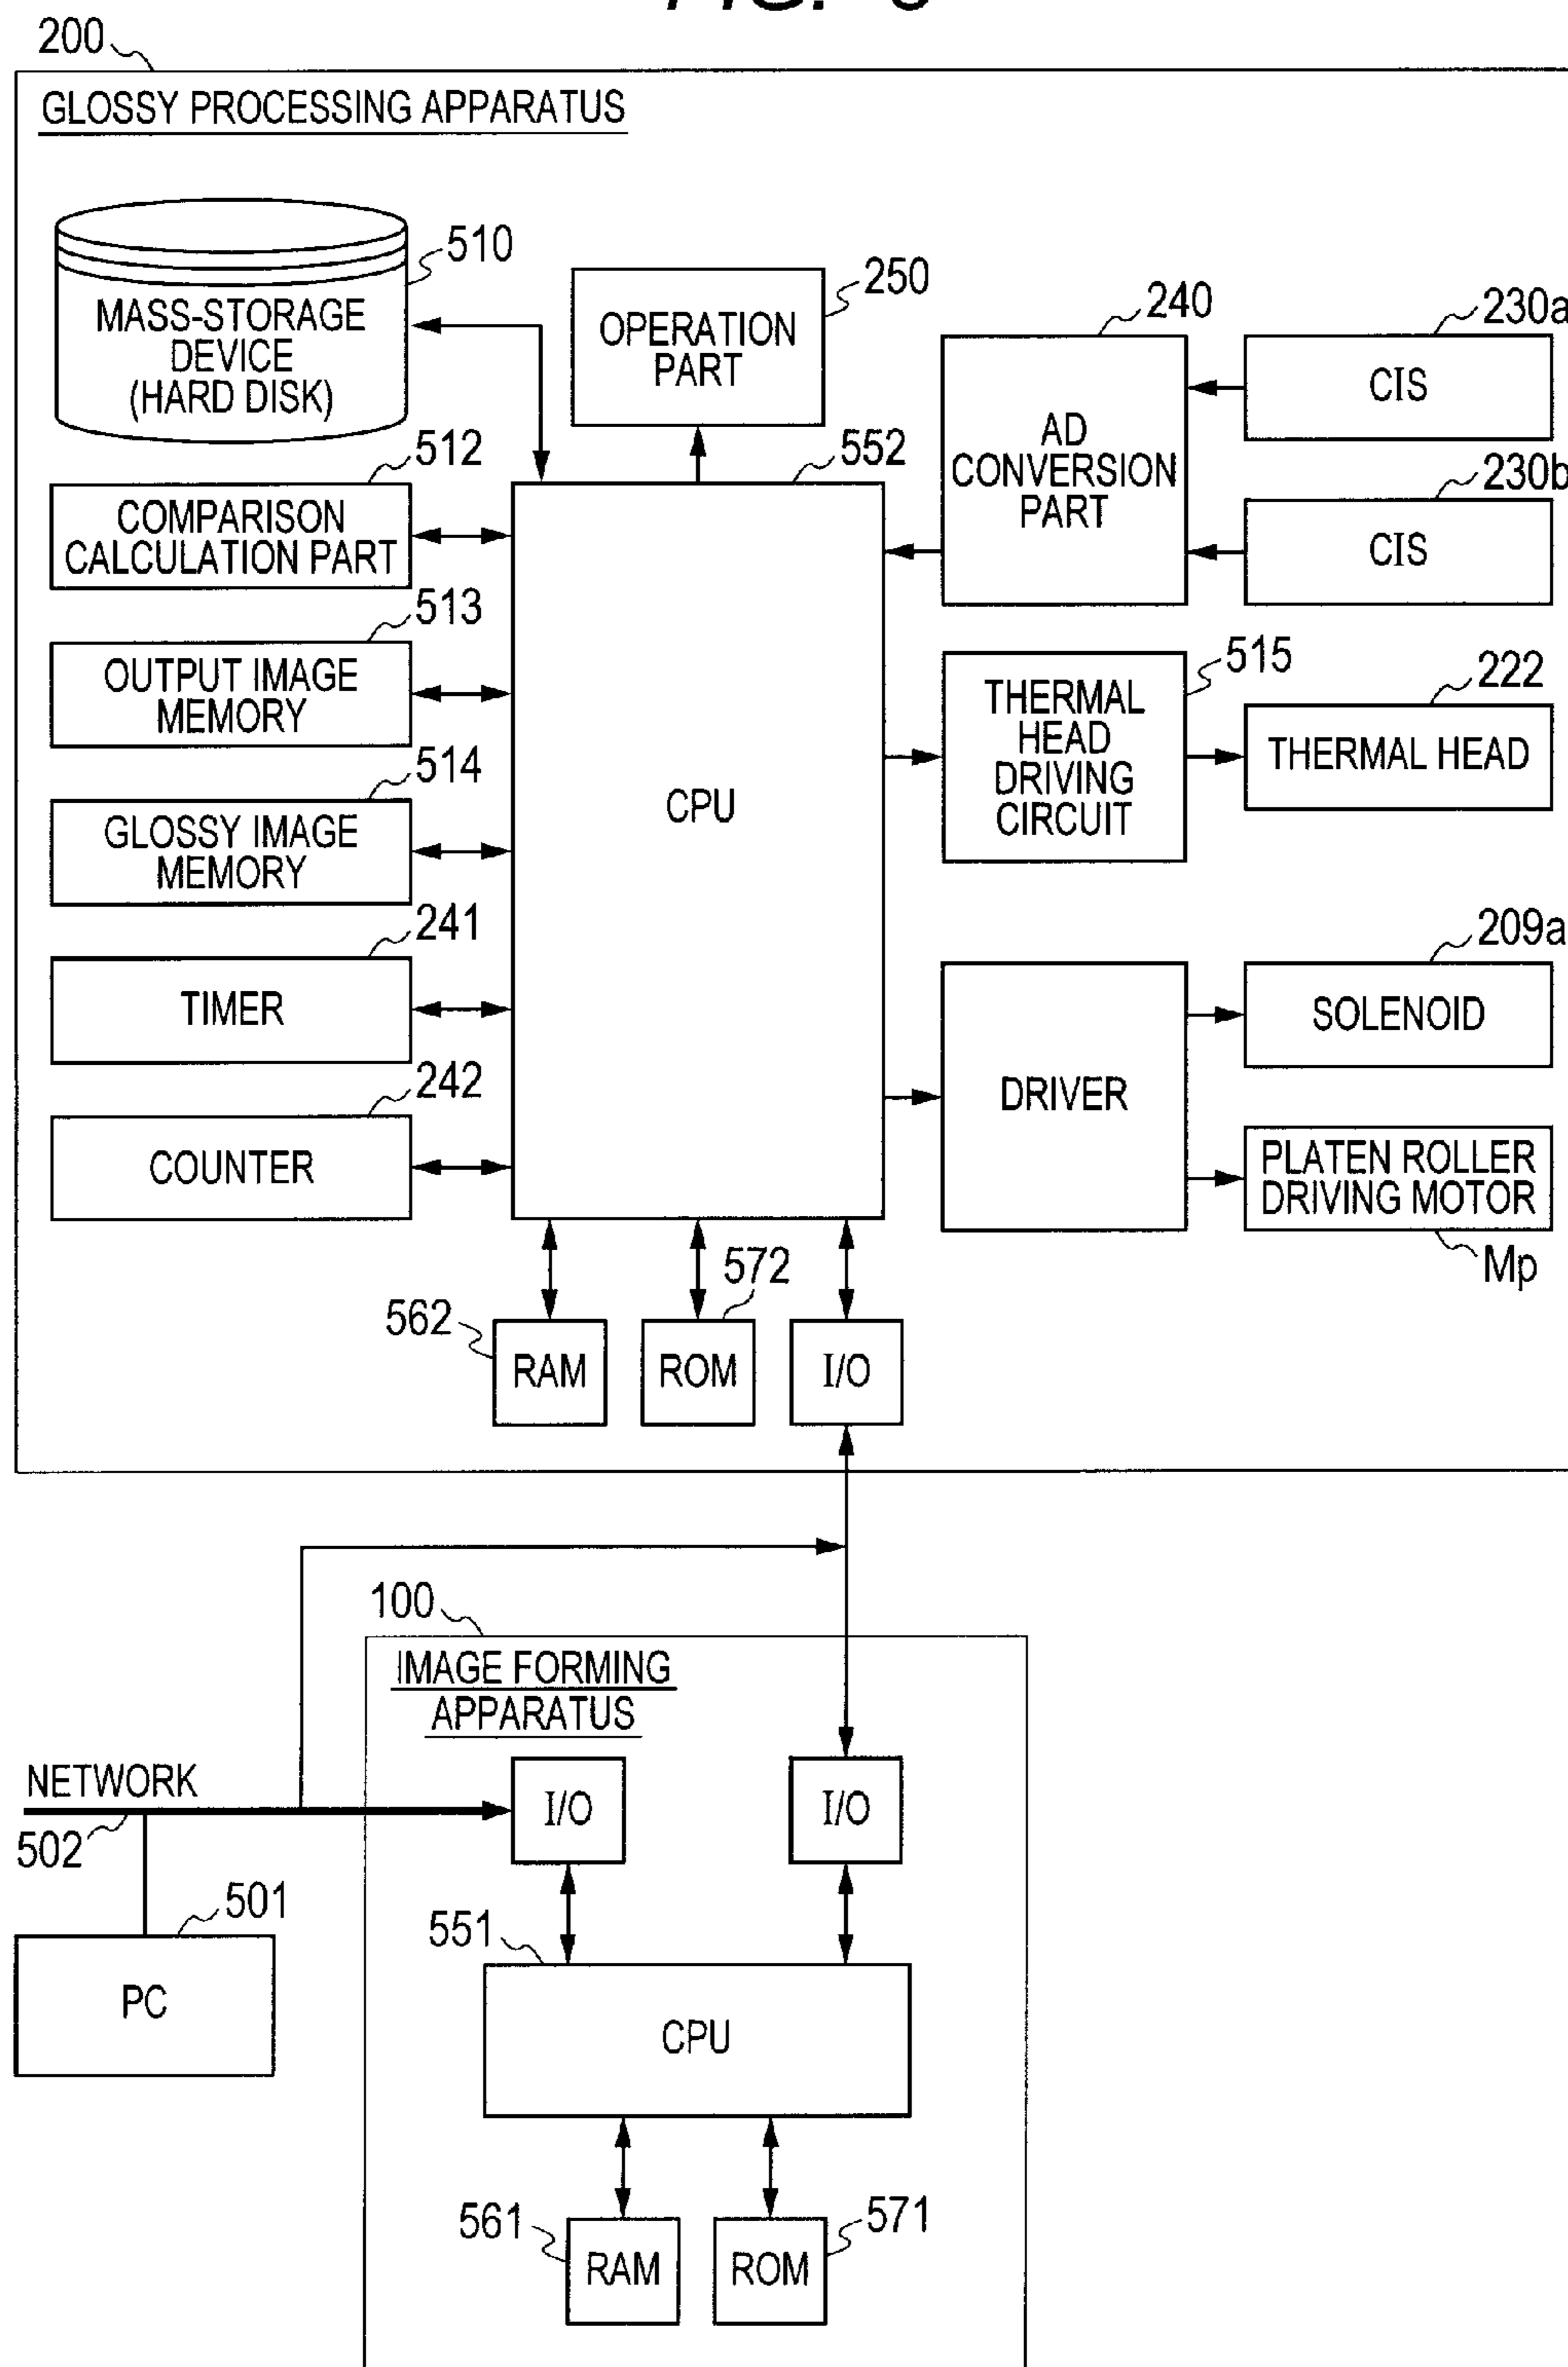 200
GLOSSY PROCESSING APPARATUS
510
MASS-STORAGE
DEVICE
(HARD DISK)
250
OPERATION
PART
240
AD
CONVERSION
PART
230a
CIS
230b
CIS
512
COMPARISON
CALCULATION PART
552
CPU
513
OUTPUT IMAGE
MEMORY
515
THERMAL
HEAD
DRIVING
CIRCUIT
222
THERMAL HEAD
514
GLOSSY IMAGE
MEMORY
241
TIMER
209a
SOLENOID
DRIVER
242
COUNTER
PLATEN ROLLER
DRIVING MOTOR
Mp
562
RAM
572
ROM
I/O
100
IMAGE FORMING
APPARATUS
NETWORK
502
I/O
I/O
501
PC
551
CPU
561
RAM
571
ROM